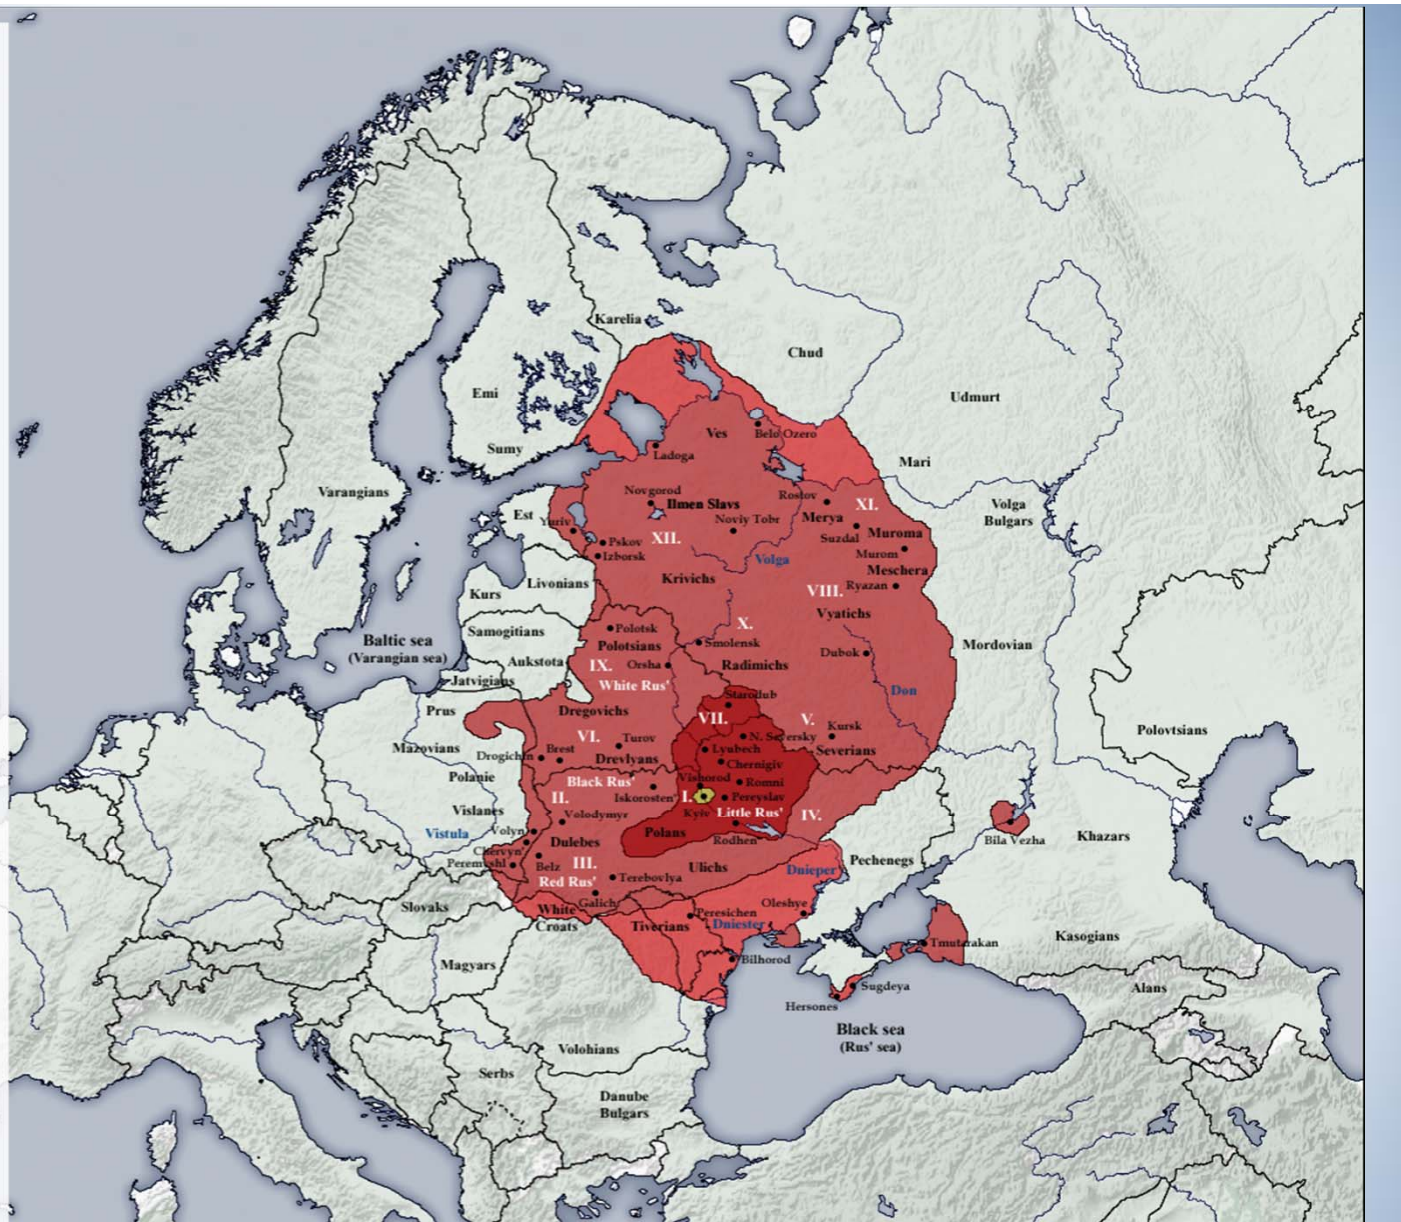 Karelia
Chud
Emi
Udmurt
Ves
Belo Ozero
Sumy
Ladoga
Mari
Varangians
Novgorod
Ilmen Slavs
Rostov
XI.
Volga
Bulgars
Est
Yuriv
Noviy Tobr
Merya
Suzdal
Muroma
Pskov
XII.
Izborsk
Volga
Murom
Meschera
Livonians
Krivichs
VIII.
Ryazan
Kurs
Vyatichs
Samogitians
Polotsk
X.
Baltic sea
(Varangian sea)
Polotsians
Smolensk
Mordovian
Aukstota
IX.
Orsha
Radimichs
Dubok
Jatvigians
White Rus'
Starodub
Don
Prus
Dregovichs
VII.
V.
Kursk
Polovtsians
Mazovians
VI.
Turov
N. Seversky
Drogichin
Brest
Drevlyans
Lyubech
Severians
Chernigiv
Polanie
Black Rus'
Vishorod
Romni
II.
Iskorosten'
I.
Pereyslav
Vislanes
Volodymyr
Kyiv
Little Rus'
IV.
Vistula
Volyn
Polans
Rodhen'
Bila Vezha
Khazars
Chervyn'
Dulebes
Peremyshl
Belz
III.
Ulichs
Dnieper
Pechenegs
Red Rus'
Terebovlya
Slovaks
Galich
White
Croats
Peresichen
Oleshye
Tiverians
Dniester
Tmutarakan
Kasogians
Magyars
Bilhorod
Sugdeya
Alans
Hersones
Black sea
(Rus' sea)
Volohians
Serbs
Danube
Bulgars